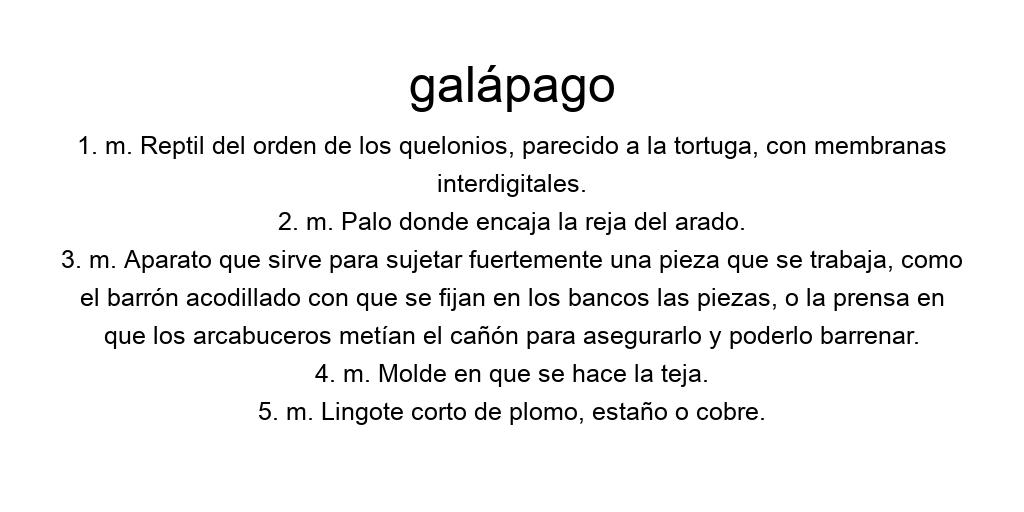 galápago
1. m. Reptil del orden de los quelonios, parecido a la tortuga, con membranas
interdigitales.
2. m. Palo donde encaja la reja del arado.
3. m. Aparato que sirve para sujetar fuertemente una pieza que se trabaja, como
el barrón acodillado con que se fijan en los bancos las piezas, o la prensa en
que los arcabuceros metían el cañón para asegurarlo y poderlo barrenar.
4. m. Molde en que se hace la teja.
5. m. Lingote corto de plomo, estaño o cobre.